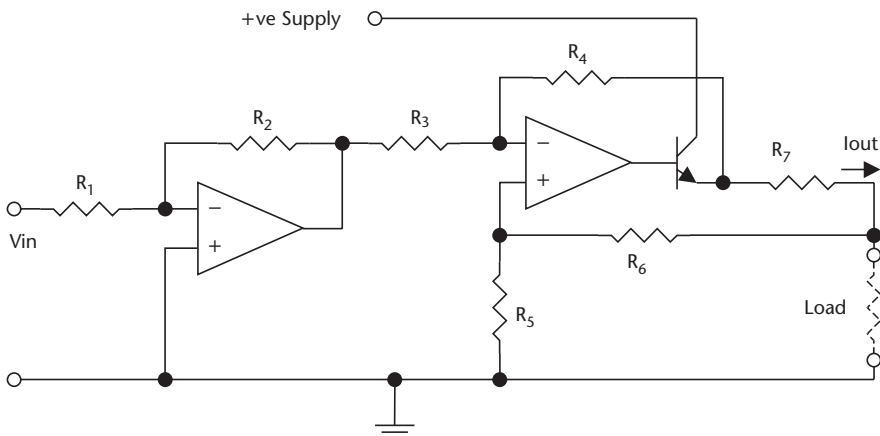 +ve Supply
R4
R2
R3
Iout
R7
R1
−
+
−
+
Vin
R6
R5
Load